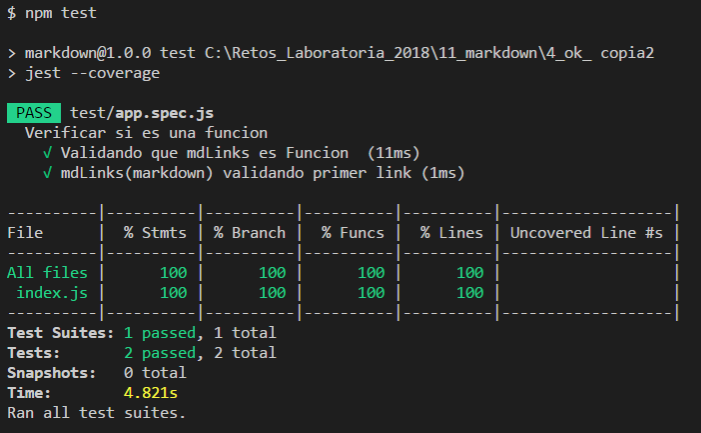 $ npm test
> markdown@1.0.0 test C:\Retos_Laboratoria_2018\11_markdown\4_ok_ copia2
> jest --coverage
PASS test/app.spec.js
Verificar si es una funcion
√ Validando que mdLinks es Funcion (11ms)
√ mdLinks(markdown) validando primer link (1ms)
----------|----------|----------|----------|----------|-------------------|
File | % Stmts | % Branch | % Funcs | % Lines | Uncovered Line #s |
----------|----------|----------|----------|----------|-------------------|
All files | 100 | 100 | 100 | 100 | |
index.js | 100 | 100 | 100 | 100 | |
----------|----------|----------|----------|----------|-------------------|
Test Suites: 1 passed, 1 total
Tests: 2 passed, 2 total
Snapshots: 0 total
Time: 4.821s
Ran all test suites.